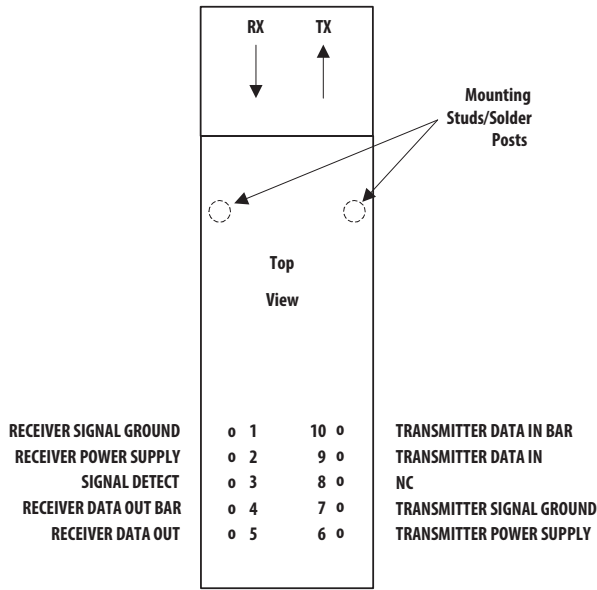 RX TX
Mounting
Studs/Solder
Posts
Top
View
RECEIVER SIGNAL GROUND o 1 10 o TRANSMITTER DATA IN BAR
RECEIVER POWER SUPPLY o 2 9 o TRANSMITTER DATA IN
SIGNAL DETECT o 3 8 o NC
RECEIVER DATA OUT BAR o 4 7 o TRANSMITTER SIGNAL GROUND
RECEIVER DATA OUT o 5 6 o TRANSMITTER POWER SUPPLY